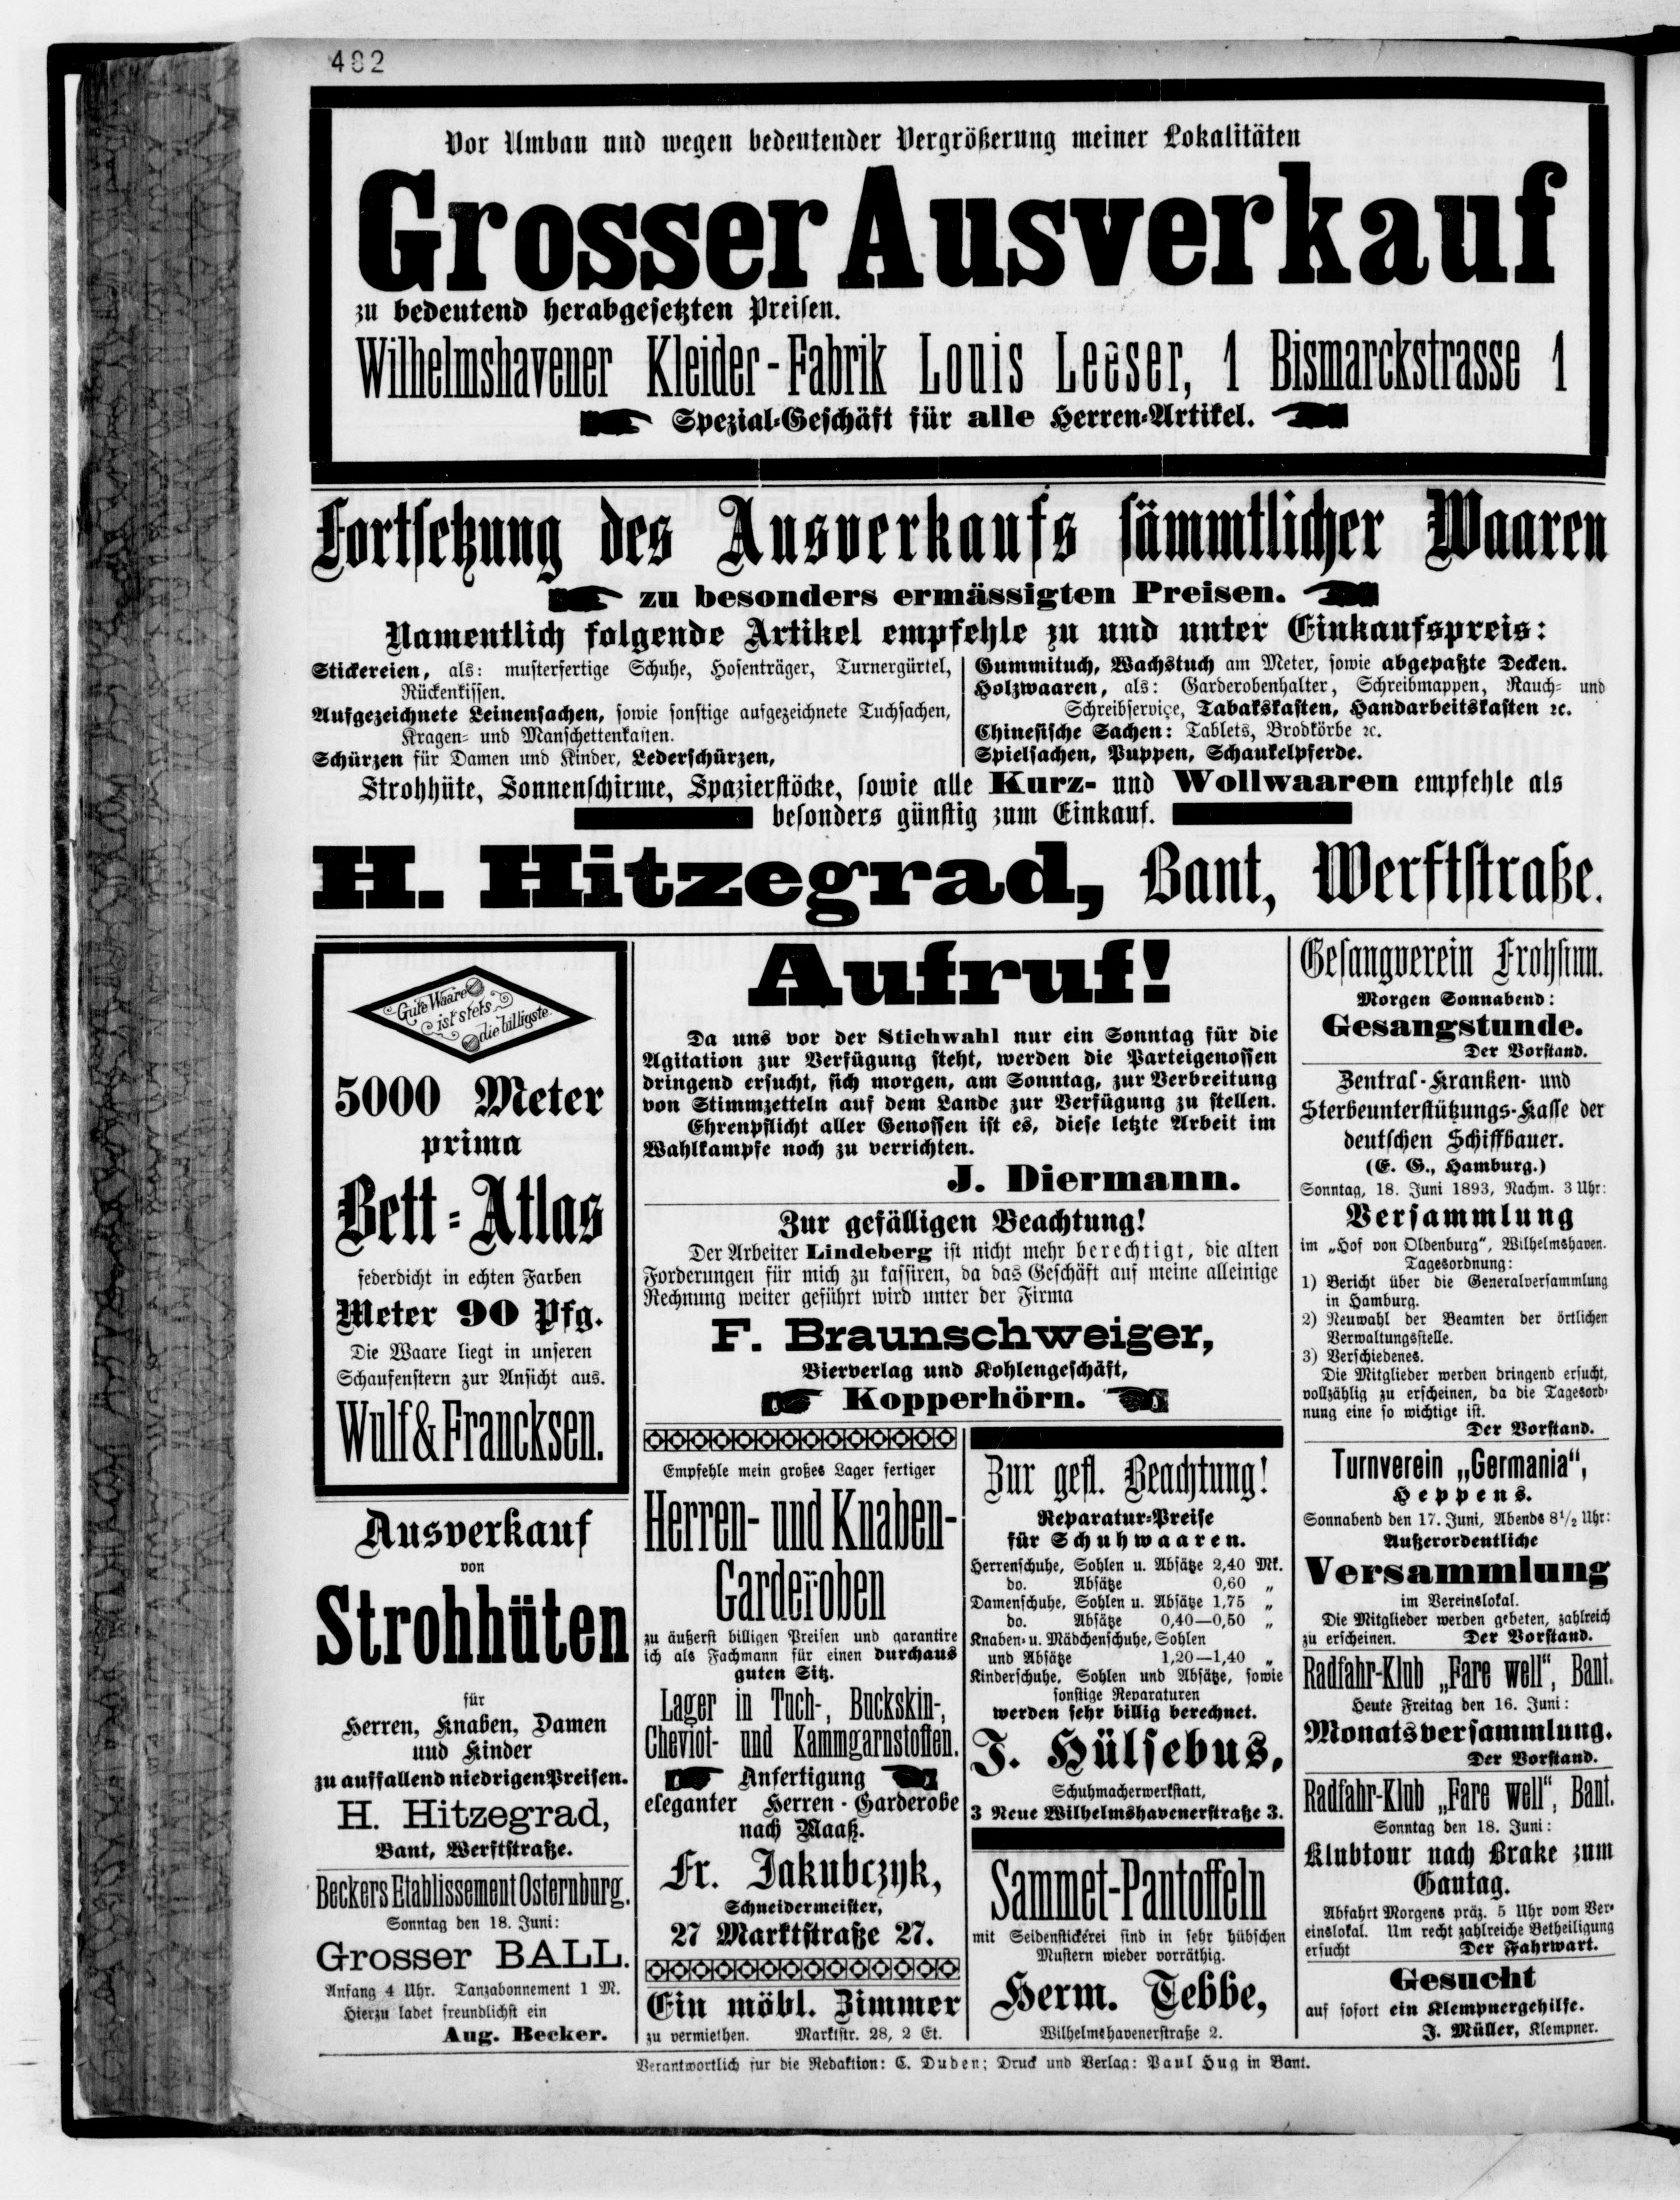 482
Vor Umbau und wegen bedeutender Vergrößerung meiner Lokalitäten
Grosser Ausverkauf
zu bedeutend herabgesetzten Preisen.
Wilhelmshavener Kleider-Fabrik Louis Leeser, 1 Bismarckstrasse 1
Spezial-Geschäft für alle Herren-Artikel.
Fortsetzung des Ausverkaufs sämmtlicher Waaren
zu besonders ermässigten Preisen.
Namentlich folgende Artikel empfehle zu und unter Einkaufspreis:
Stickereien, als: musterfertige Schuhe, Hosenträger, Turnergürtel,
Rückenkissen.
Aufgezeichnete Leinensachen, sowie sonstige aufgezeichnete Tuchsachen,
Kragen- und Manschettenkasten.
Schürzen für Damen und Kinder, Lederschürzen,
Gummituch, Wachstuch am Meter, sowie abgepaßte Decken.
Holzwaaren, als: Garderobenhalter, Schreibmappen, Rauch- und
Schreibservice, Tabakskasten, Handarbeitskasten ꝛc.
Chinesische Sachen: Tablets, Brodkörbe ꝛc.
Spielsachen, Puppen, Schaukelpferde.
Strohhüte, Sonnenschirme, Spazierstöcke, sowie alle Kurz- und Wollwaaren empfehle als
besonders günstig zum Einkauf.
H. Hitzegrad, Bant, Werftstraße.
Gute Waare
ist stets
die billigste
5000 Meter
prima
Bett-Atlas
federdicht in echten Farben
Meter 90 Pfg.
Die Waare liegt in unseren
Schaufenstern zur Ansicht aus.
Wulf & Francksen.
Ausverkauf
von
Strohhüten
für
Herren, Knaben, Damen
und Kinder
zu auffallend niedrigen Preisen.
H. Hitzegrad,
Bant, Werftstraße.
Beckers Etablissement Osternburg.
Sonntag den 18. Juni:
Grosser BALL.
Anfang 4 Uhr. Tanzabonnement 1 M.
Hierzu ladet freundlichst ein
Aug. Becker.
Aufruf!
Da uns vor der Stichwahl nur ein Sonntag für die
Agitation zur Verfügung steht, werden die Parteigenossen
dringend ersucht, sich morgen, am Sonntag, zur Verbreitung
von Stimmzetteln auf dem Lande zur Verfügung zu stellen.
Ehrenpflicht aller Genossen ist es, diese letzte Arbeit im
Wahlkampfe noch zu verrichten.
J. Diermann.
Zur gefälligen Beachtung!
Der Arbeiter Lindeberg ist nicht mehr berechtigt, die alten
Forderungen für mich zu kassiren, da das Geschäft auf meine alleinige
Rechnung weiter geführt wird unter der Firma
F. Braunschweiger,
Bierverlag und Kohlengeschäft,
Kopperhörn.
Empfehle mein großes Lager fertiger
Herren- und Knaben-
Garderoben
zu äußerst billigen Preisen und garantire
ich als Fachmann für einen durchaus
guten Sitz.
Lager in Tuch-, Buckskin-,
Cheviot- und Kammgarnstoffen.
Anfertigung
eleganter Herren-Garderobe
nach Maaß.
Fr. Jakubczyk,
Schneidermeister,
27 Marktstraße 27.
Ein möbl. Zimmer
zu vermiethen. Marktstr. 28, 2 Et.
Zur gefl. Beachtung!
Reparatur-Preise
für Schuhwaaren.
Herrenschuhe, Sohlen u. Absätze 2,40 Mk.
do. Absätze 0,60 „
Damenschuhe, Sohlen u. Absätze 1,75 „
do. Absätze 0,40—0,50 „
Knaben- u. Mädchenschuhe, Sohlen
und Absätze 1,20—1,40 „
Kinderschuhe, Sohlen und Absätze, sowie
sonstige Reparaturen
werden sehr billig berechnet.
J. Hülsebus,
Schuhmacherwerkstatt,
3 Neue Wilhelmshavenerstraße 3.
Sammet-Pantoffeln
mit Seidenstickerei sind in sehr hübschen
Mustern wieder vorräthig.
Herm. Tebbe,
Wilhelmshavenerstraße 2.
Gesangverein Frohsinn.
Morgen Sonnabend:
Gesangstunde.
Der Vorstand.
Zentral-Kranken- und
Sterbeunterstützungs-Kasse der
deutschen Schiffbauer.
(E. G., Hamburg.)
Sonntag, 18. Juni 1893, Nachm. 3 Uhr:
Versammlung
im „Hof von Oldenburg“, Wilhelmshaven.
Tagesordnung:
1) Bericht über die Generalversammlung
in Hamburg.
2) Neuwahl der Beamten der örtlichen
Verwaltungsstelle.
3) Verschiedenes.
Die Mitglieder werden dringend ersucht,
vollzählig zu erscheinen, da die Tagesord-
nung eine so wichtige ist.
Der Vorstand.
Turnverein „Germania“,
Heppens.
Sonnabend den 17. Juni, Abends 8½ Uhr:
Außerordentliche
Versammlung
im Vereinslokal.
Die Mitglieder werden gebeten, zahlreich
zu erscheinen. Der Vorstand.
Radfahr-Klub „Fare well“, Bant.
Heute Freitag den 16. Juni:
Monatsversammlung.
Der Vorstand.
Radfahr-Klub „Fare well“, Bant.
Sonntag den 18. Juni:
Klubtour nach Brake zum
Gautag.
Abfahrt Morgens präz. 5 Uhr vom Ver-
einslokal. Um recht zahlreiche Betheiligung
ersucht Der Fahrwart.
Gesucht
auf sofort ein Klempnergehilfe.
J. Müller, Klempner.
Verantwortlich für die Redaktion: C. Duden; Druck und Verlag: Paul Hug in Bant.